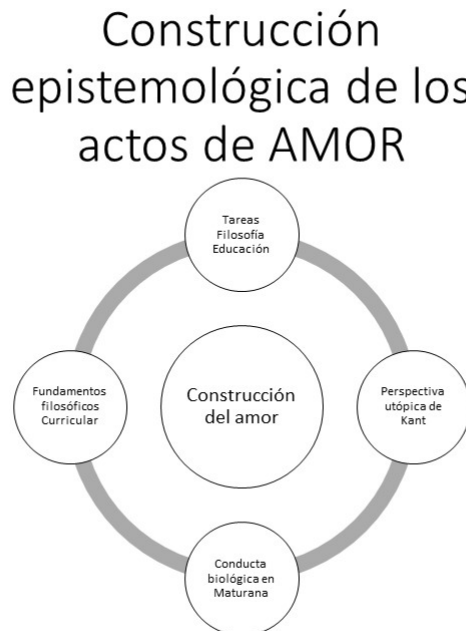 Construcción
epistemológica de los
actos de AMOR
Tareas
Filosofía
Educación
Fundamentos
filosóficos
Curricular
Construcción
del amor
Perspectiva
utópica de
Kant
Conducta
biológica en
Maturana